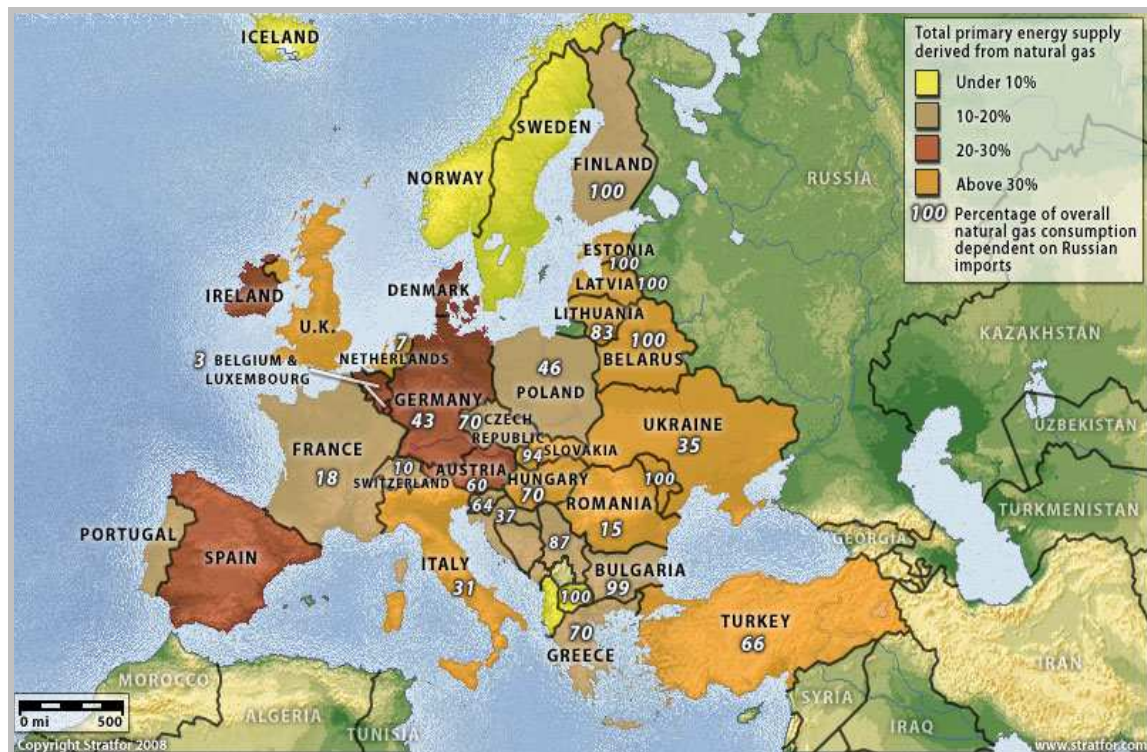 ICELAND
Total primary energy supply
derived from natural gas
Under 10%
10-20%
20-30%
Above 30%
100 Percentage of overall
natural gas consumption
dependent on Russian
imports
SWEDEN
FINLAND
100
NORWAY
RUSSIA
ESTONIA
100
LATVIA 100
IRELAND
DENMARK
U.K.
LITHUANIA
83
100
BELARUS
KAZAKHSTAN
7
NETHERLANDS
3 BELGIUM &
LUXEMBOURG
46
POLAND
GERMANY
43
70 CZECH
REPUBLIC
UKRAINE
35
UZBEKISTAN
FRANCE
18
94 SLOVAKIA
10
SWITZERLAND
AUSTRIA
60
HUNGARY
70
100
ROMANIA
15
64
37
TURKMENISTAN
PORTUGAL
SPAIN
ITALY
31
87
BULGARIA
99
GEORGIA
100
70
GREECE
TURKEY
66
MOROCCO
ALGERIA
TUNISIA
SYRIA
IRAQ
IRAN
0 mi 500
Copyright Stratfor 2008
www.stratfor.com